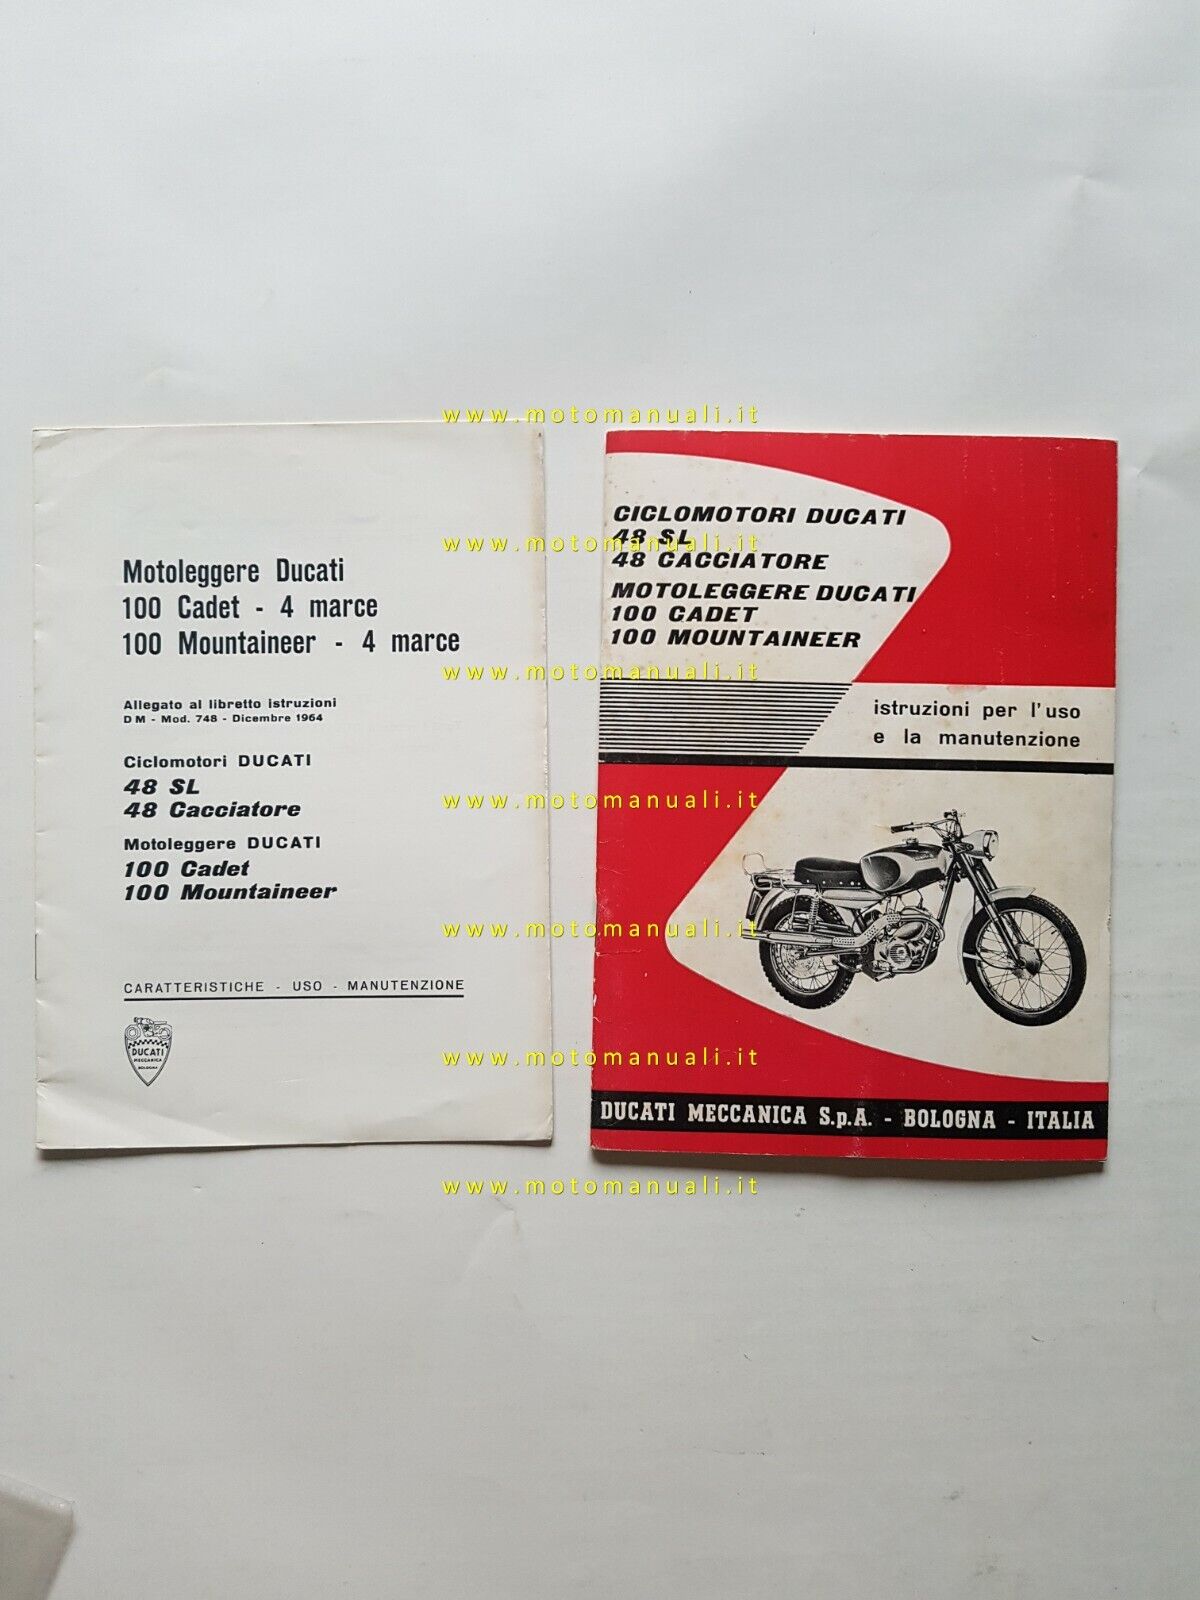 Motoleggere Ducati
100 Cadet - 4 marce
100 Mountaineer - 4 marce
Allegato al libretto istruzioni
DM - Mod. 748 - Dicembre 1964
Ciclomotori DUCATI
48 SL
48 Cacciatore
Motoleggere DUCATI
100 Cadet
100 Mountaineer
CARATTERISTICHE - USO - MANUTENZIONE
DUCATI
MECCANICA
BOLOGNA
CICLOMOTORI DUCATI
48 SL
48 CACCIATORE
MOTOLEGGERE DUCATI
100 CADET
100 MOUNTAINEER
istruzioni per l'uso
e la manutenzione
DUCATI MECCANICA S.p.A. - BOLOGNA - ITALIA
www.motomanuali.it
www.motomanuali.it
www.motomanuali.it
www.motomanuali.it
www.motomanuali.it
www.motomanuali.it
www.motomanuali.it